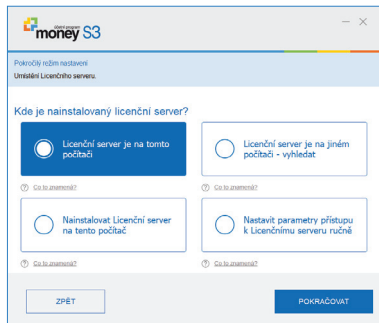 účetní program
money S3
Pokročilý režim nastavení
Umístění Licenčního serveru.
Kde je nainstalovaný licenční server?
Licenční server je na tomto
počítači
Licenční server je na jiném
počítači - vyhledat
? Co to znamená?
? Co to znamená?
Nainstalovat Licenční server
na tento počítač
Nastavit parametry přístupu
k Licenčnímu serveru ručně
? Co to znamená?
? Co to znamená?
ZPĚT
POKRAČOVAT